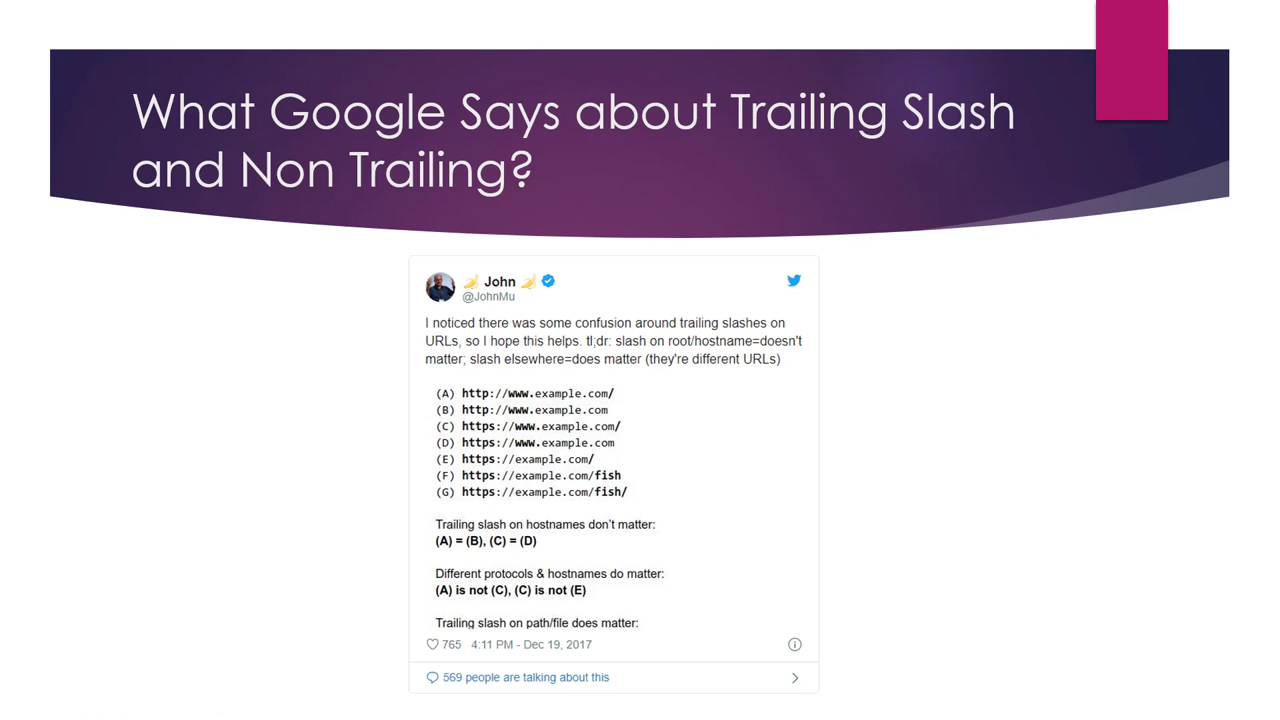 What Google Says about Trailing Slash
and Non Trailing?
John
@JohnMu
I noticed there was some confusion around trailing slashes on
URLs, so I hope this helps. tl;dr: slash on root/hostname=doesn't
matter; slash elsewhere=does matter (they're different URLs)
(A) http://www.example.com/
(B) http://www.example.com
(C) https://www.example.com/
(D) https://www.example.com
(E) https://example.com/
(F) https://example.com/fish
(G) https://example.com/fish/
Trailing slash on hostnames don’t matter:
(A) = (B), (C) = (D)
Different protocols & hostnames do matter:
(A) is not (C), (C) is not (E)
Trailing slash on path/file does matter:
765 4:11 PM - Dec 19, 2017
569 people are talking about this